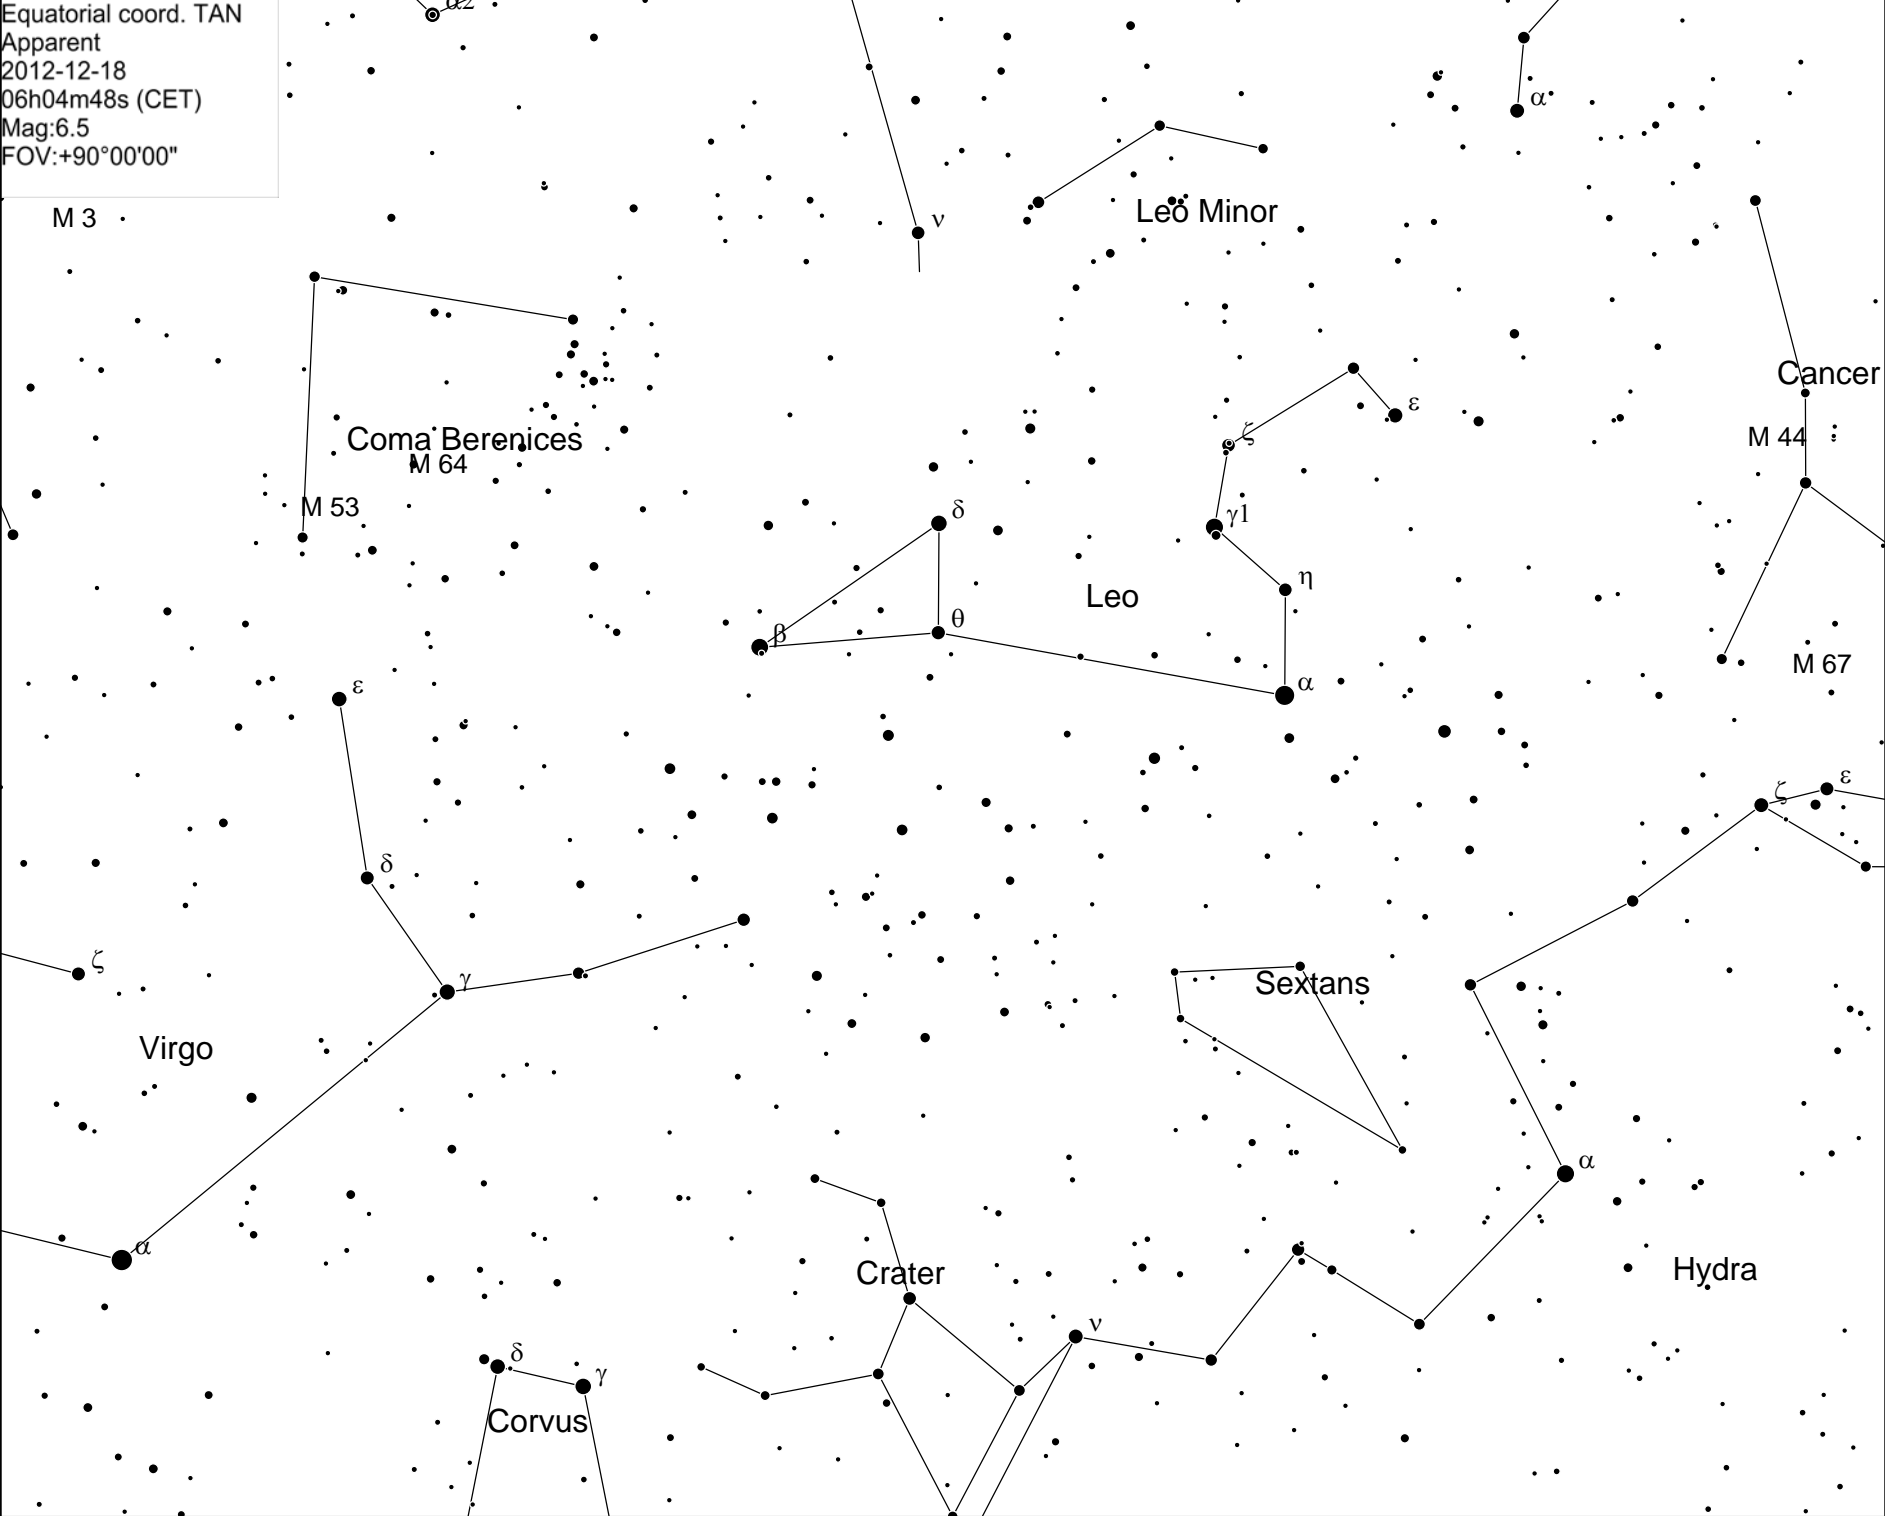 Equatorial coord. TAN
Apparent
2012-12-18
06h04m48s (CET)
Mag:6.5
FOV:+90°00'00"
α2
α
M 3
ν
Leo Minor
Cancer
ε
ζ
Coma Berenices
M 64
M 44
M 53
δ
γ1
η
Leo
θ
β
M 67
α
ε
ζ
ε
δ
ζ
γ
Sextans
Virgo
α
α
Crater
Hydra
ν
δ
γ
Corvus